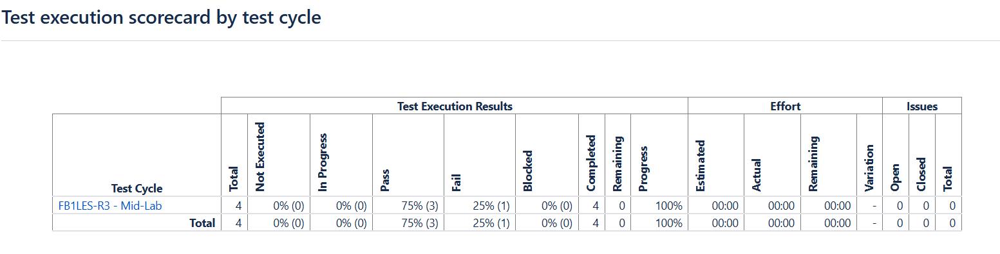 Test execution scorecard by test cycle
Test Execution Results Effort Issues
Test Cycle Total Not Executed In Progress Pass Fail Blocked Completed Remaining Progress Estimated Actual Remaining Variation Open Closed Total
FB1LES-R3 - Mid-Lab 4 0% (0) 0% (0) 75% (3) 25% (1) 0% (0) 4 0 100% 00:00 00:00 00:00 - 0 0 0
Total 4 0% (0) 0% (0) 75% (3) 25% (1) 0% (0) 4 0 100% 00:00 00:00 00:00 - 0 0 0